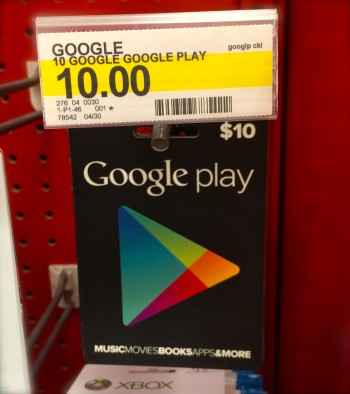 GOOGLE
googlp ckl
10 GOOGLE GOOGLE PLAY
10.00
276 04 0030
1-P1-46 001 *
78542 04/30
$10
Google play
MUSICMOVIESBOOKSAPPS&MORE
XBOX